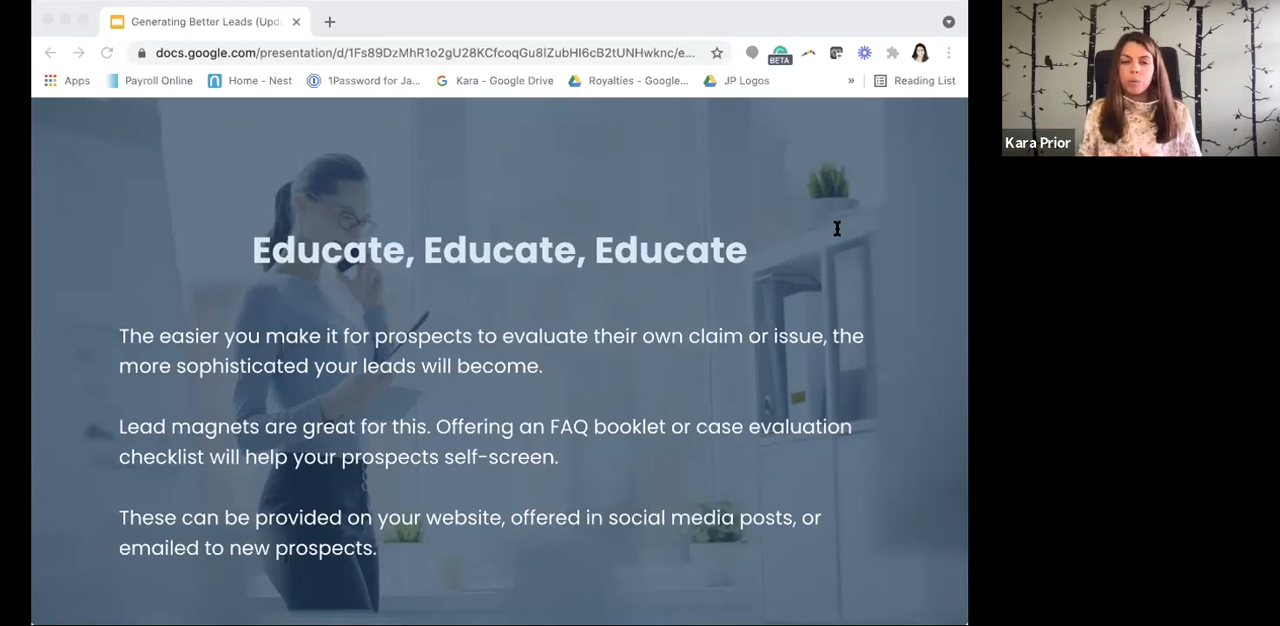 Generating Better Leads (Upd
docs.google.com/presentation/d/1Fs89DzMhR1o2gU28KCfcoqGu8IZubHI6cB2tUNHwknc/e...
BETA
Apps
Payroll Online
Home - Nest
1Password for Ja...
Kara - Google Drive
Royalties - Google...
JP Logos
»
Reading List
Kara Prior
Educate, Educate, Educate
The easier you make it for prospects to evaluate their own claim or issue, the
more sophisticated your leads will become.
Lead magnets are great for this. Offering an FAQ booklet or case evaluation
checklist will help your prospects self-screen.
These can be provided on your website, offered in social media posts, or
emailed to new prospects.